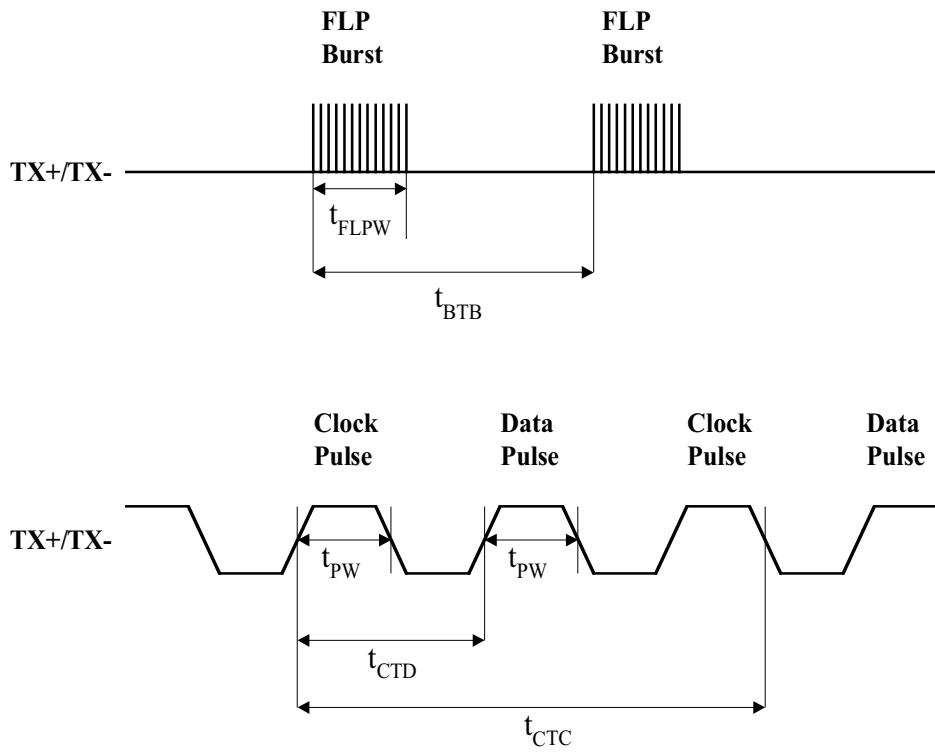 FLP
Burst
FLP
Burst
TX+/TX-
tFLPW
tBTB
Clock
Pulse
Data
Pulse
Clock
Pulse
Data
Pulse
TX+/TX-
tPW
tPW
tCTD
tCTC